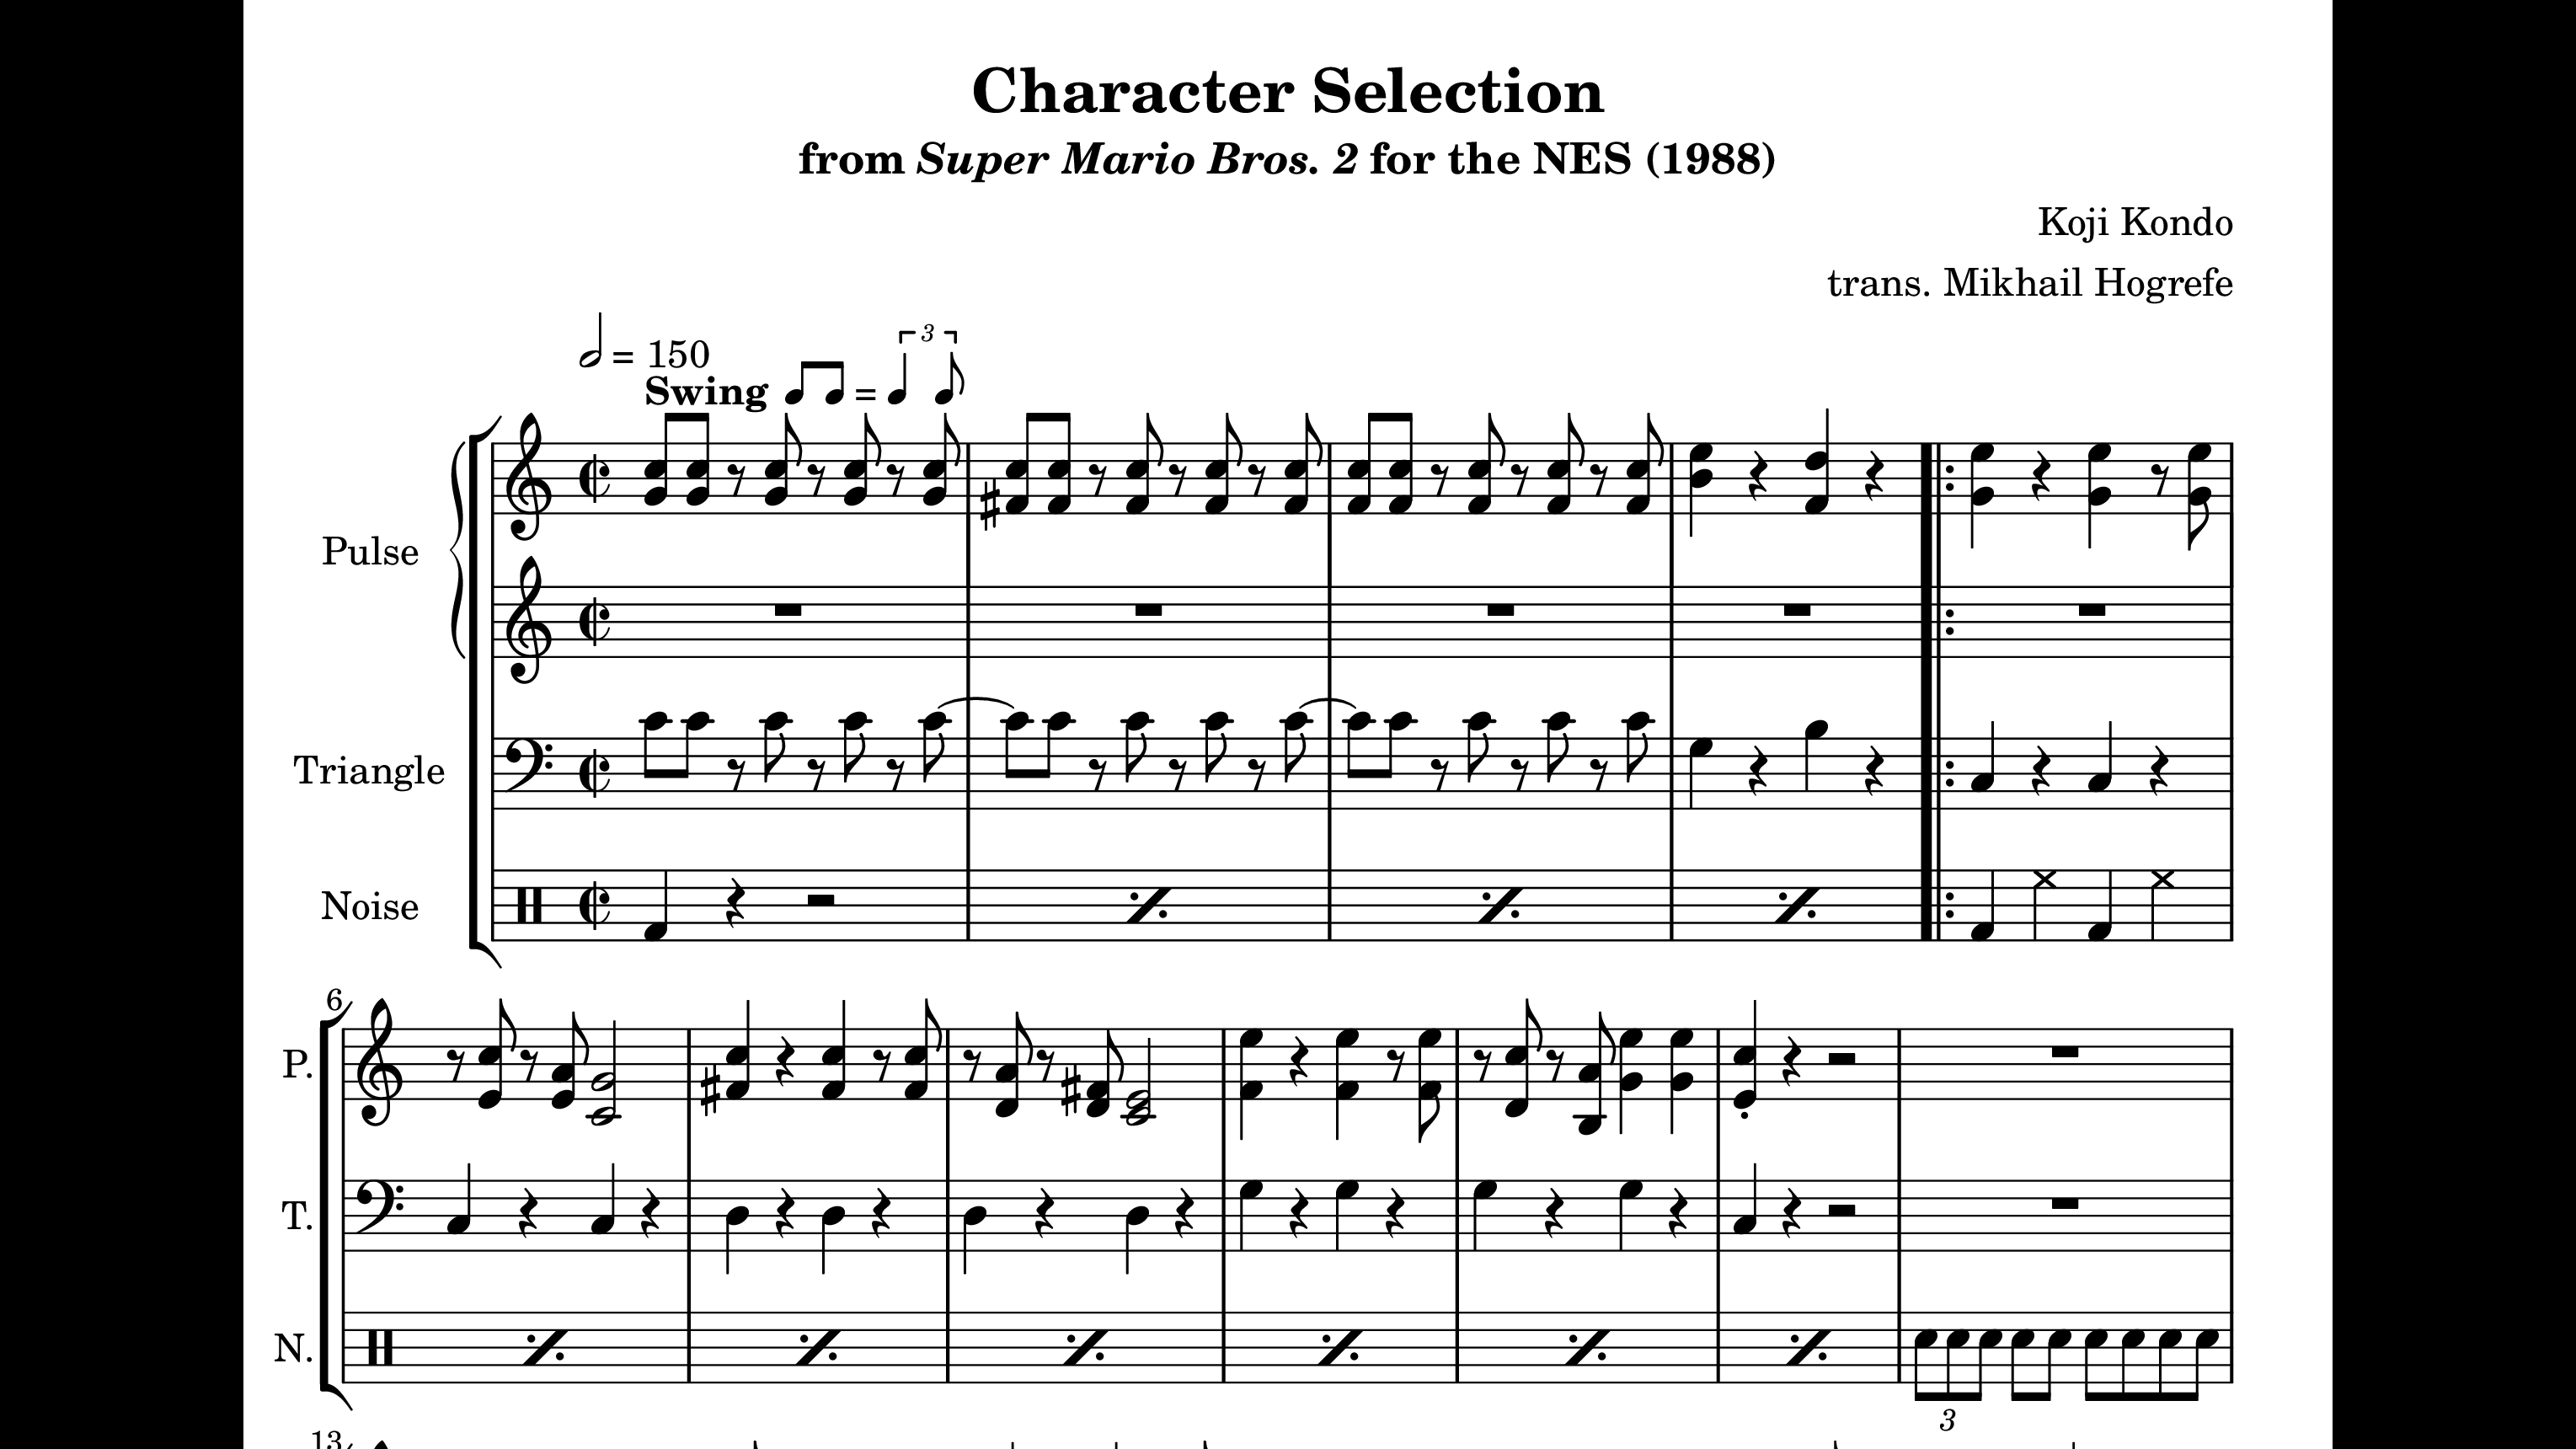 Character Selection
from Super Mario Bros. 2 for the NES (1988)
Koji Kondo
trans. Mikhail Hogrefe
= 150
3
Swing =
Pulse
Triangle
Noise
6
P.
T.
N.
3
13